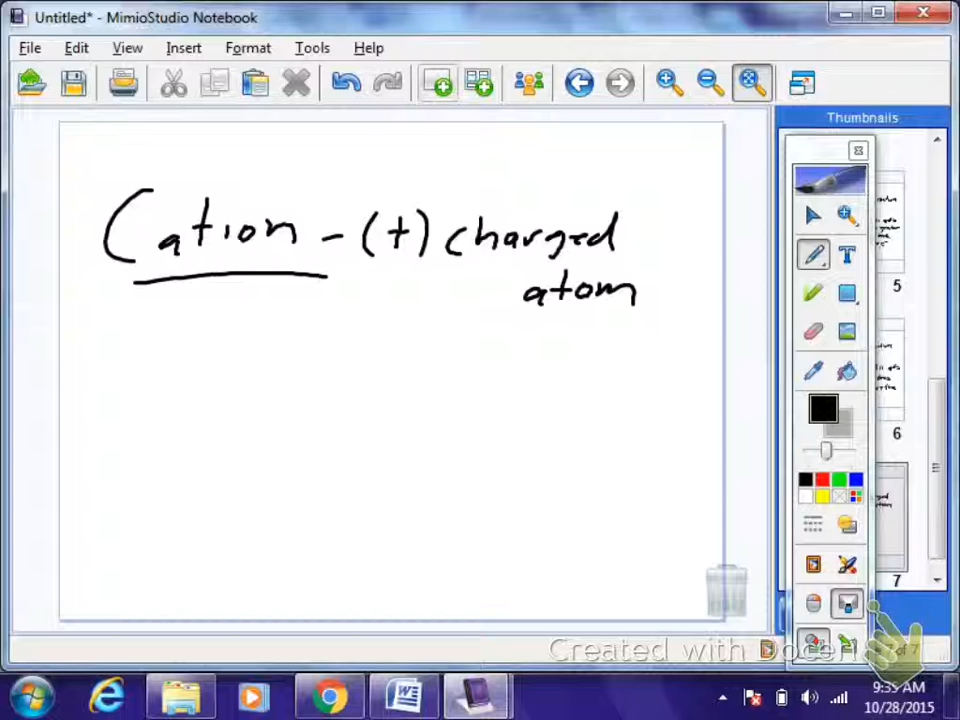 Untitled* - MimioStudio Notebook
File Edit View Insert Format Tools Help
Thumbnails
Cation - (+) charged
atom
5
6
7
Created with Doceri
9:35 AM
10/28/2015